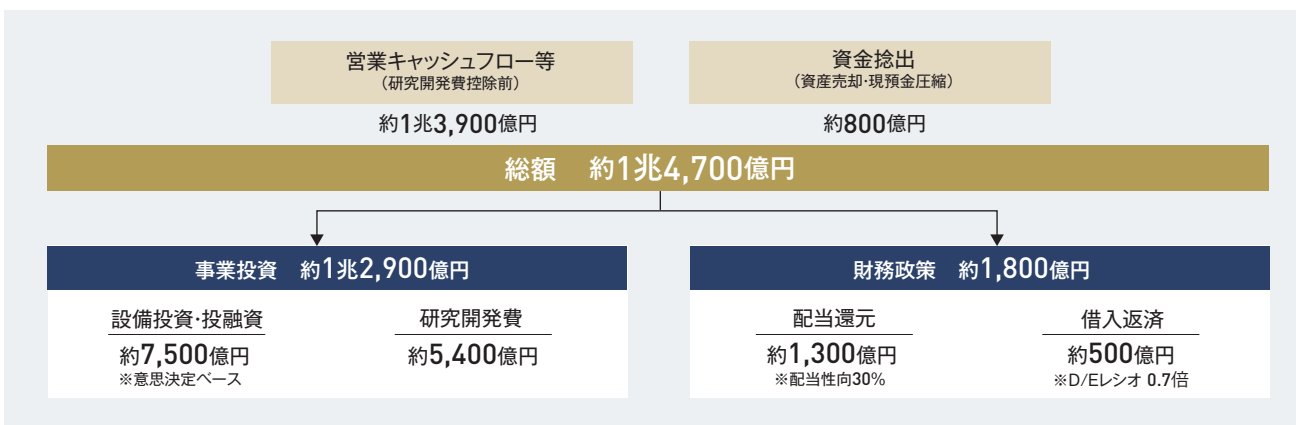 営業キャッシュフロー等
（研究開発費控除前）
約1兆3,900億円
資金捻出
（資産売却・現預金圧縮）
約800億円
総額　約1兆4,700億円
事業投資　約1兆2,900億円
設備投資・投融資
約7,500億円
※意思決定ベース
研究開発費
約5,400億円
財務政策　約1,800億円
配当還元
約1,300億円
※配当性向30%
借入返済
約500億円
※D/Eレシオ 0.7倍